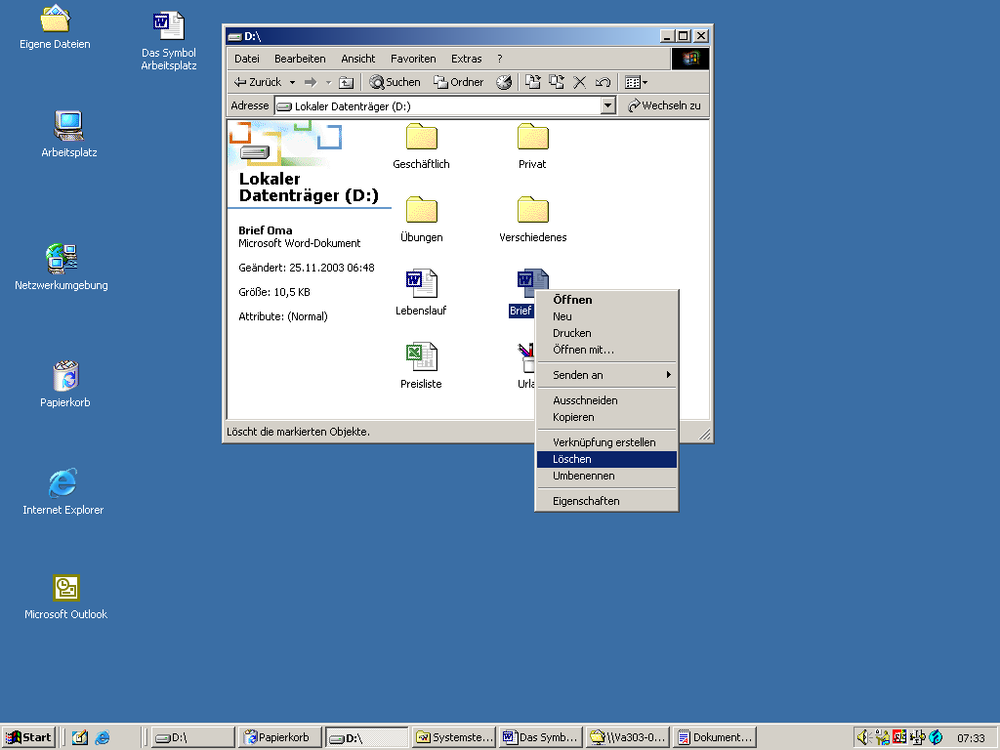 Eigene Dateien
Das Symbol
Arbeitsplatz
Arbeitsplatz
Netzwerkumgebung
Papierkorb
Internet Explorer
Microsoft Outlook
D:\
Datei Bearbeiten Ansicht Favoriten Extras ?
Zurück Suchen Ordner
Adresse Lokaler Datenträger (D:) Wechseln zu
Lokaler
Datenträger (D:)
Brief Oma
Microsoft Word-Dokument
Geändert: 25.11.2003 06:48
Größe: 10,5 KB
Attribute: (Normal)
Geschäftlich
Privat
Übungen
Verschiedenes
Lebenslauf
Brief
Preisliste
Urla
Öffnen
Neu
Drucken
Öffnen mit...
Senden an
Ausschneiden
Kopieren
Verknüpfung erstellen
Löschen
Umbenennen
Eigenschaften
Löscht die markierten Objekte.
Start D:\ Papierkorb D:\ Systemste... Das Symb... \\Va303-0... Dokument... 07:33